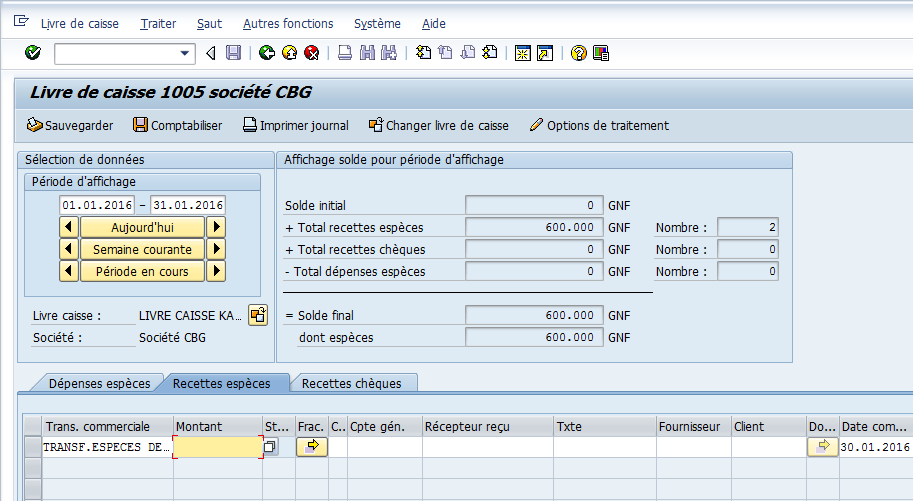 Livre de caisse Traiter Saut Autres fonctions Système Aide
Livre de caisse 1005 société CBG
Sauvegarder Comptabiliser Imprimer journal Changer livre de caisse Options de traitement
Sélection de données
Période d'affichage
01.01.2016 - 31.01.2016
Aujourd'hui
Semaine courante
Période en cours
Livre caisse : LIVRE CAISSE KA...
Société : Société CBG
Affichage solde pour période d'affichage
Solde initial 0 GNF
+ Total recettes espèces 600.000 GNF Nombre : 2
+ Total recettes chèques 0 GNF Nombre : 0
- Total dépenses espèces 0 GNF Nombre : 0
= Solde final 600.000 GNF
dont espèces 600.000 GNF
Dépenses espèces Recettes espèces Recettes chèques
Trans. commerciale Montant St... Frac. C.. Cpte gén. Récepteur reçu Txte Fournisseur Client Do... Date com...
TRANSF.ESPECES DE... 30.01.2016